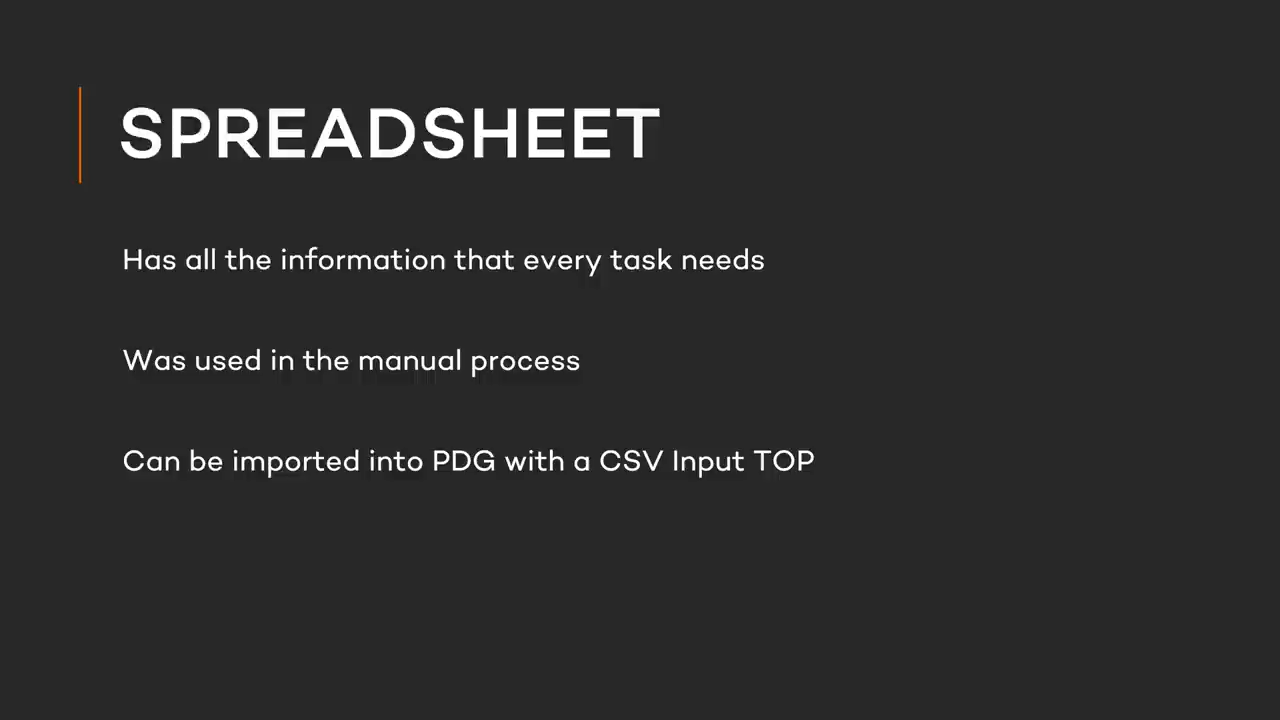 SPREADSHEET
Has all the information that every task needs
Was used in the manual process
Can be imported into PDG with a CSV Input TOP